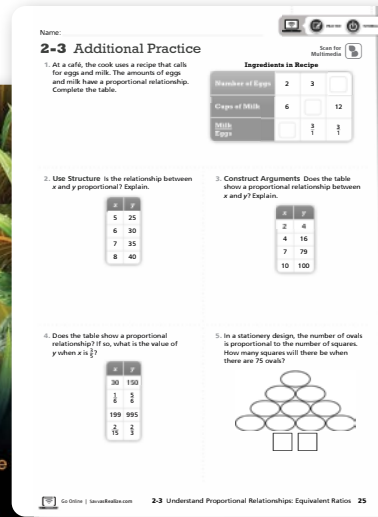 Name:
2-3 Additional Practice
Scan for
Multimedia
1. At a café, the cook uses a recipe that calls
for eggs and milk. The amounts of eggs
and milk have a proportional relationship.
Complete the table.
Ingredients in Recipe
Number of Eggs 2 3
Cups of Milk 6 12
Milk
Eggs 3/1 3/1
2. Use Structure Is the relationship between
x and y proportional? Explain.
x y
5 25
6 30
7 35
8 40
3. Construct Arguments Does the table
show a proportional relationship between
x and y? Explain.
x y
2 4
4 16
7 79
10 100
4. Does the table show a proportional
relationship? If so, what is the value of
y when x is
x y
30 150
1/6 5/6
199 995
2/15 2/3
5. In a stationery design, the number of ovals
is proportional to the number of squares.
How many squares will there be when
there are 75 ovals?
Go Online | SavvasRealize.com
2-3 Understand Proportional Relationships: Equivalent Ratios 25
e